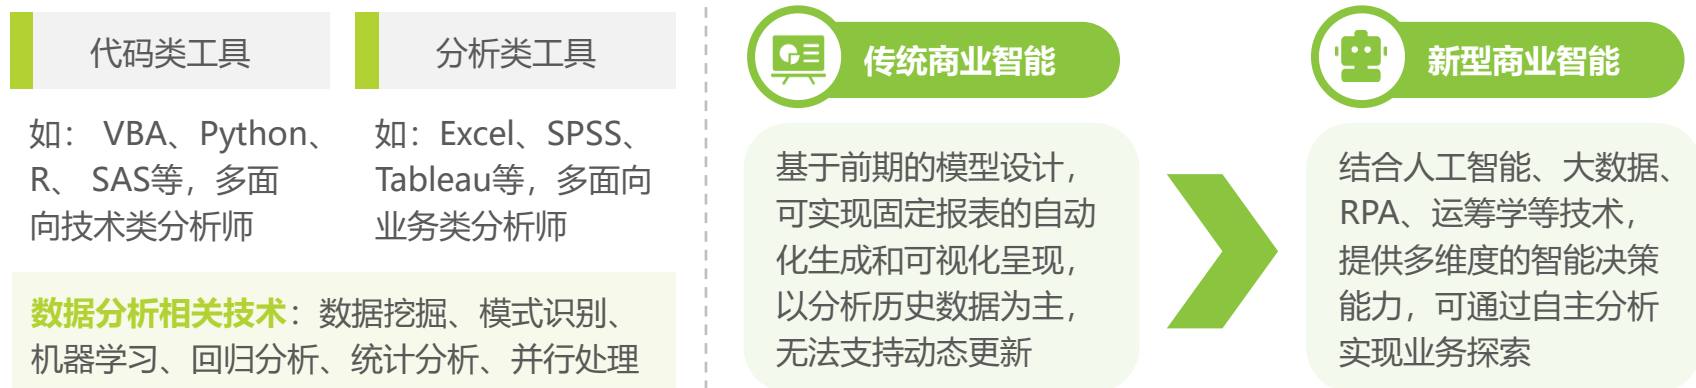 代码类工具
如： VBA、Python、
R、 SAS等，多面
向技术类分析师
分析类工具
如：Excel、SPSS、
Tableau等，多面向
业务类分析师
数据分析相关技术：数据挖掘、模式识别、
机器学习、回归分析、统计分析、并行处理
传统商业智能
基于前期的模型设计，
可实现固定报表的自动
化生成和可视化呈现，
以分析历史数据为主，
无法支持动态更新
新型商业智能
结合人工智能、大数据、
RPA、运筹学等技术，
提供多维度的智能决策
能力，可通过自主分析
实现业务探索